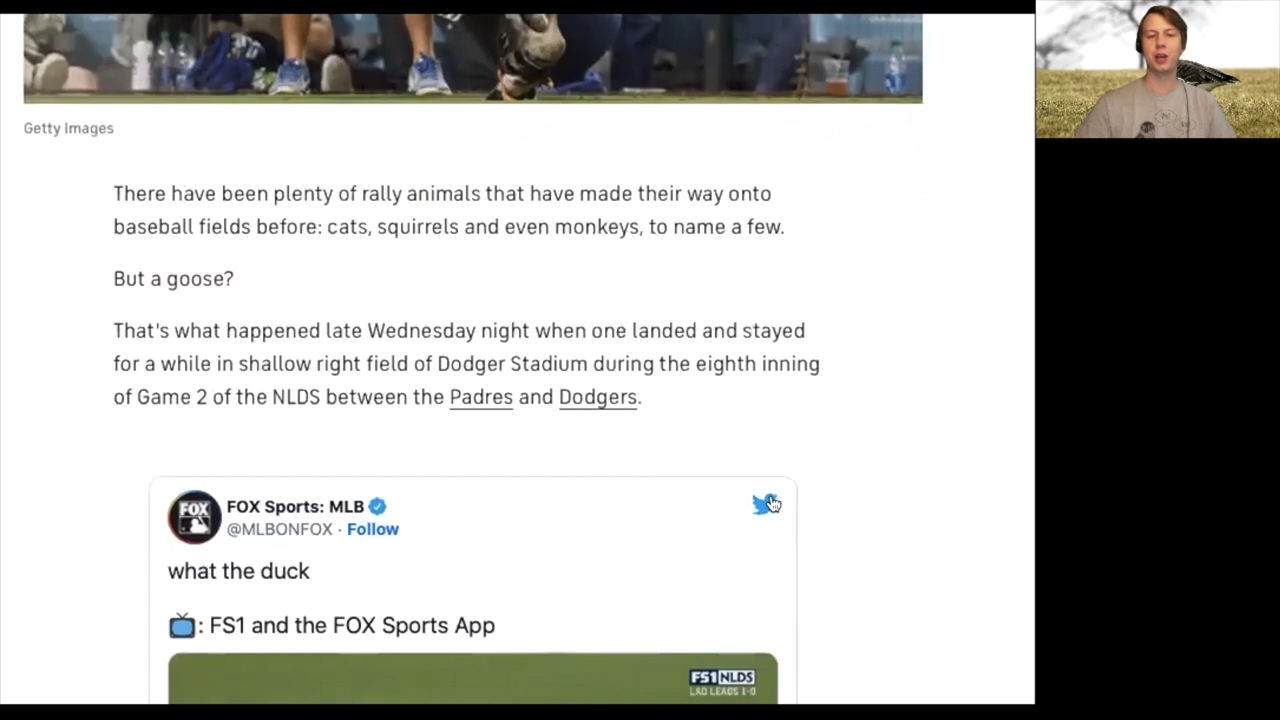 Getty Images
There have been plenty of rally animals that have made their way onto
baseball fields before: cats, squirrels and even monkeys, to name a few.
But a goose?
That's what happened late Wednesday night when one landed and stayed
for a while in shallow right field of Dodger Stadium during the eighth inning
of Game 2 of the NLDS between the Padres and Dodgers.
FOX
FOX Sports: MLB
@MLBONFOX · Follow
what the duck
: FS1 and the FOX Sports App
FS1 NLDS
LAD LEADS 1-0